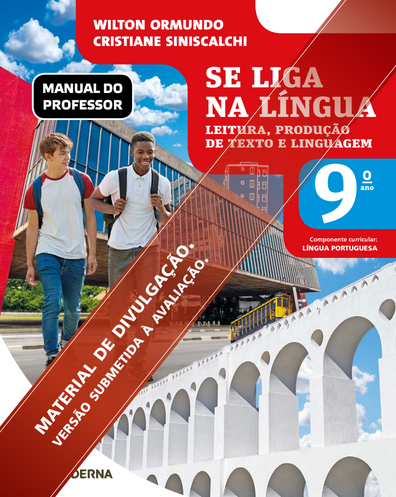 WILTON ORMUNDO
CRISTIANE SINISCALCHI
MANUAL DO
PROFESSOR
SE LIGA
NA LÍNGUA
LEITURA, PRODUÇÃO
DE TEXTO E LINGUAGEM
9º
ano
Componente curricular:
LÍNGUA PORTUGUESA
MATERIAL DE DIVULGAÇÃO.
VERSÃO SUBMETIDA À AVALIAÇÃO.
DERNA